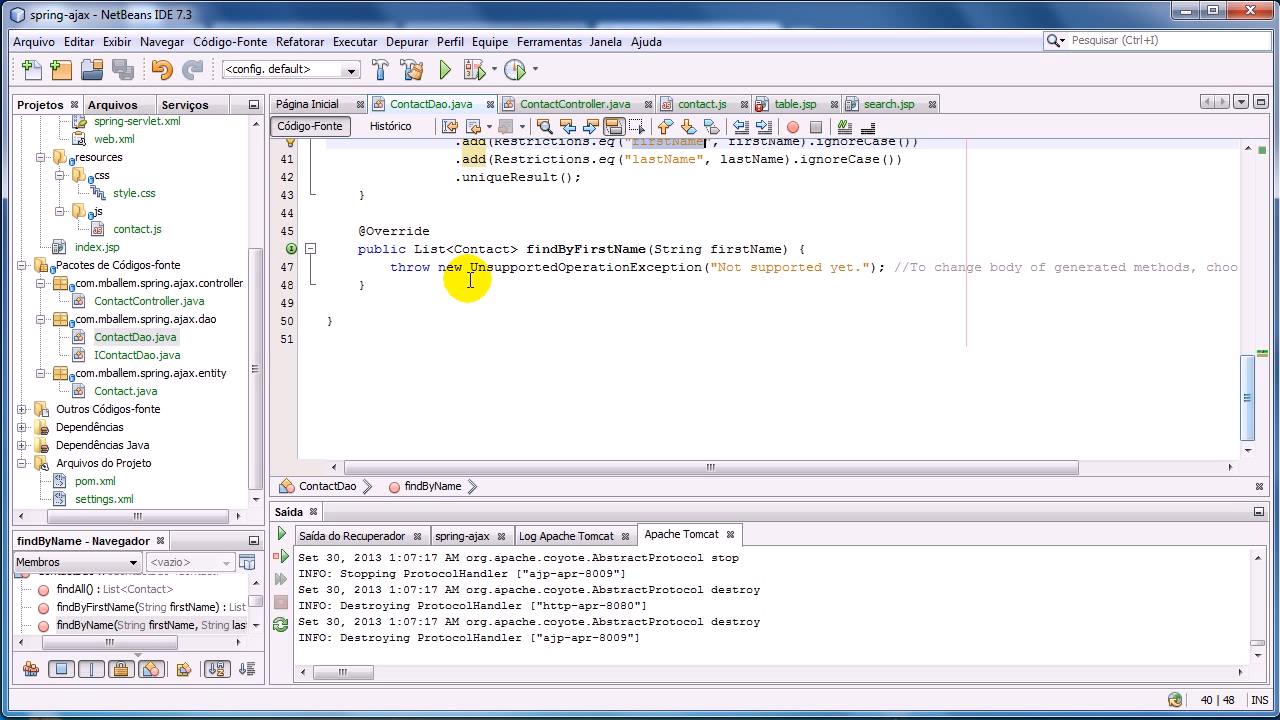 spring-ajax - NetBeans IDE 7.3
Arquivo Editar Exibir Navegar Código-Fonte Refatorar Executar Depurar Perfil Equipe Ferramentas Janela Ajuda
Pesquisar (Ctrl+I)
<config. default>
Projetos Arquivos Serviços
Página Inicial ContactDao.java ContactController.java contact.js table.jsp search.jsp
Código-Fonte Histórico
spring-servlet.xml
web.xml
resources
css
style.css
js
contact.js
index.jsp
Pacotes de Códigos-fonte
com.mballem.spring.ajax.controller
ContactController.java
com.mballem.spring.ajax.dao
ContactDao.java
IContactDao.java
com.mballem.spring.ajax.entity
Contact.java
Outros Códigos-fonte
Dependências
Dependências Java
Arquivos do Projeto
pom.xml
settings.xml
.add(Restrictions.eq("firstName", firstName).ignoreCase())
41 .add(Restrictions.eq("lastName", lastName).ignoreCase())
42 .uniqueResult();
43 }
44
45 @Override
46 public List<Contact> findByFirstName(String firstName) {
47 throw new UnsupportedOperationException("Not supported yet."); //To change body of generated methods, choo
48 }
49
50 }
51
ContactDao findByName
findByName - Navegador
Membros <vazio>
findAll() : List<Contact>
findByFirstName(String firstName) : List
findByName(String firstName, String las
Saída
Saída do Recuperador spring-ajax Log Apache Tomcat Apache Tomcat
Set 30, 2013 1:07:17 AM org.apache.coyote.AbstractProtocol stop
INFO: Stopping ProtocolHandler ["ajp-apr-8009"]
Set 30, 2013 1:07:17 AM org.apache.coyote.AbstractProtocol destroy
INFO: Destroying ProtocolHandler ["http-apr-8080"]
Set 30, 2013 1:07:17 AM org.apache.coyote.AbstractProtocol destroy
INFO: Destroying ProtocolHandler ["ajp-apr-8009"]
40 | 48 INS